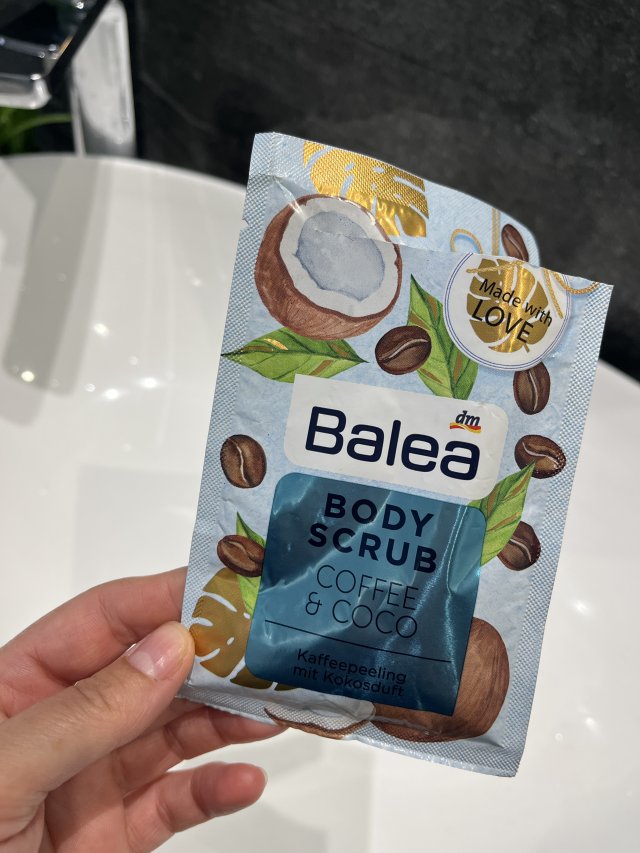 Made with
LOVE
dm
Balea
BODY
SCRUB
COFFEE
& COCO
Kaffeepeeling
mit Kokosduft